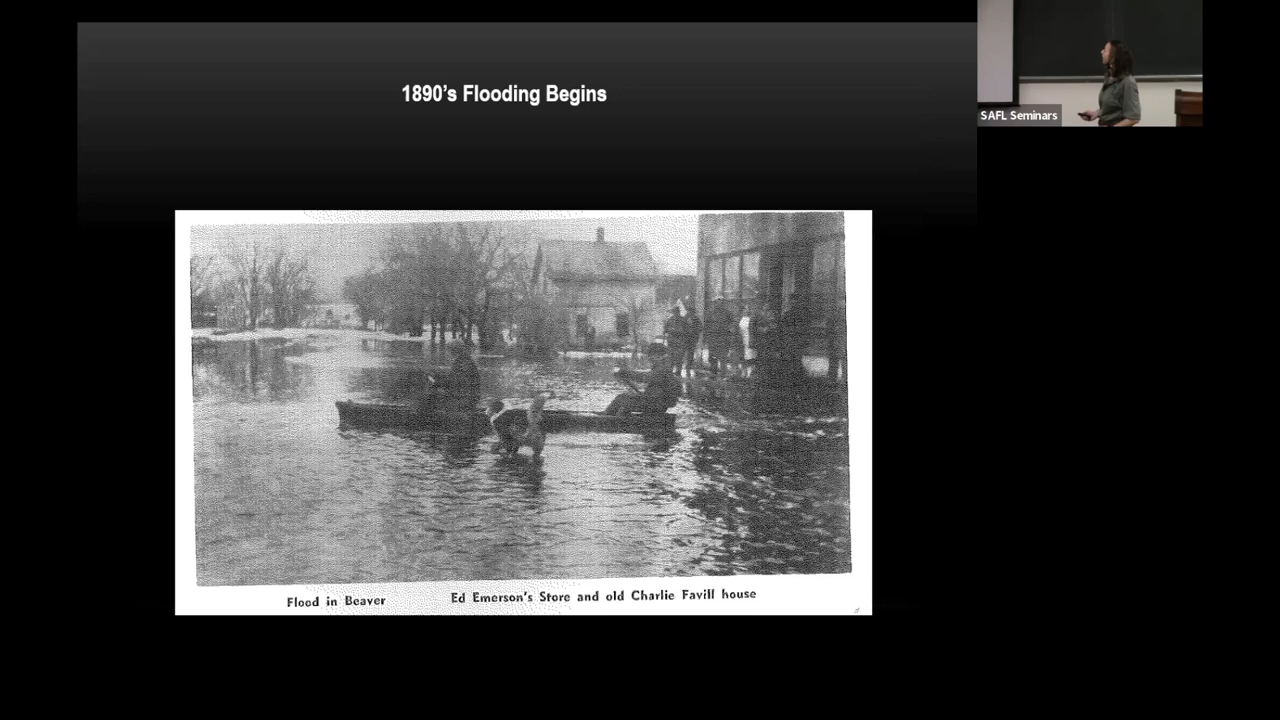 1890's Flooding Begins
SAFL Seminars
Flood in Beaver
Ed Emerson's Store and old Charlie Favill house